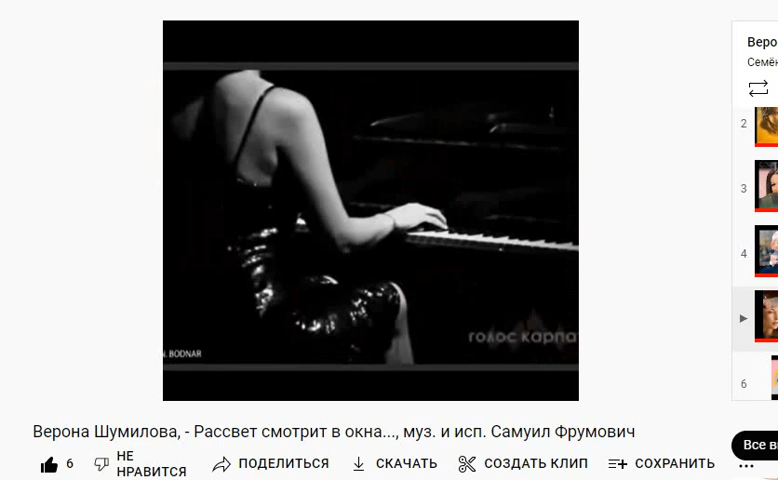 Веро
Семён
2
3
4
6
N. BODNAR
голос карпат
Верона Шумилова, - Рассвет смотрит в окна..., муз. и исп. Самуил Фрумович
6
НЕ
НРАВИТСЯ
ПОДЕЛИТЬСЯ
СКАЧАТЬ
СОЗДАТЬ КЛИП
СОХРАНИТЬ
Все в